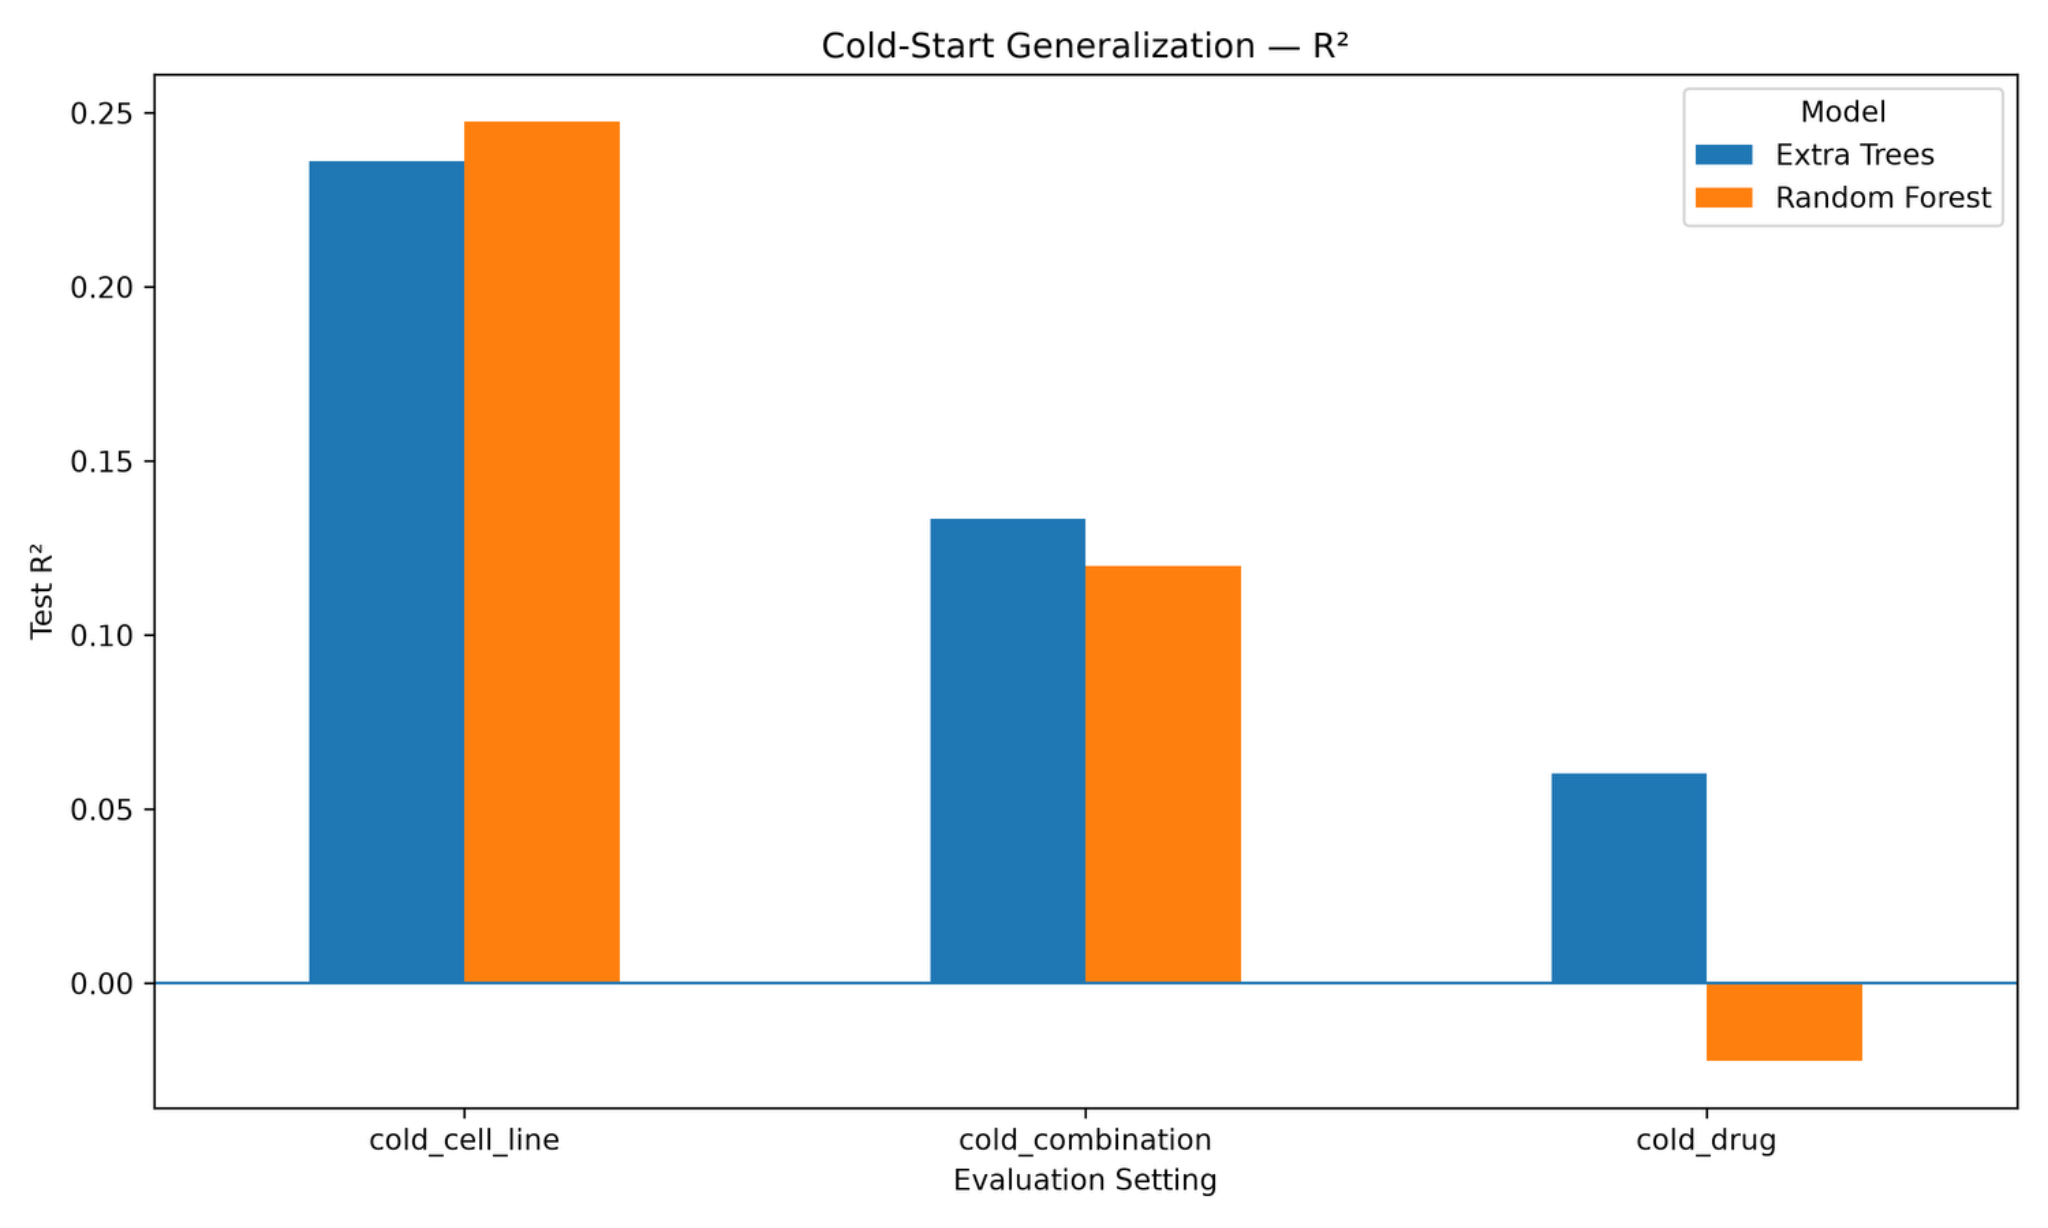 Cold-Start Generalization — R²
Model
Extra Trees
Random Forest
Test R²
0.25
0.20
0.15
0.10
0.05
0.00
cold_cell_line
cold_combination
cold_drug
Evaluation Setting